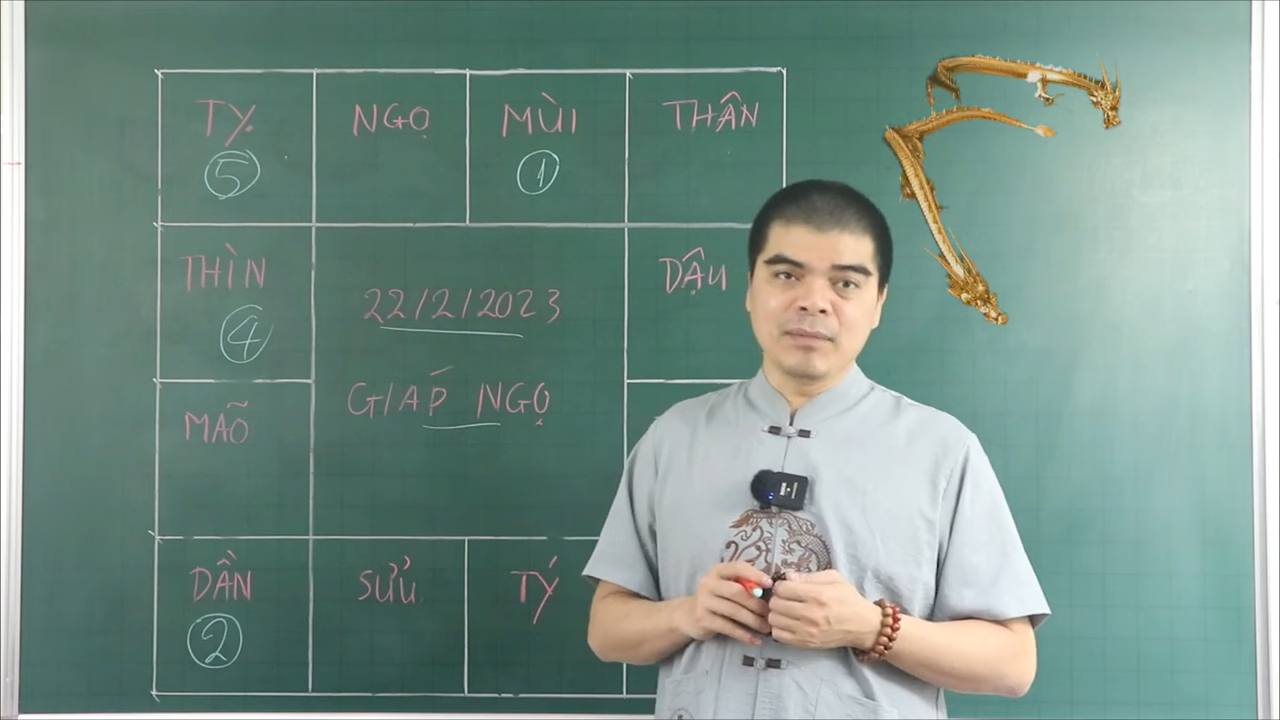 TỴ
NGỌ
MÙI
THÂN
5
1
THÌN
DẬU
4
22/2/2023
GIÁP NGỌ
MÃO
DẦN
SỬU
TÝ
2